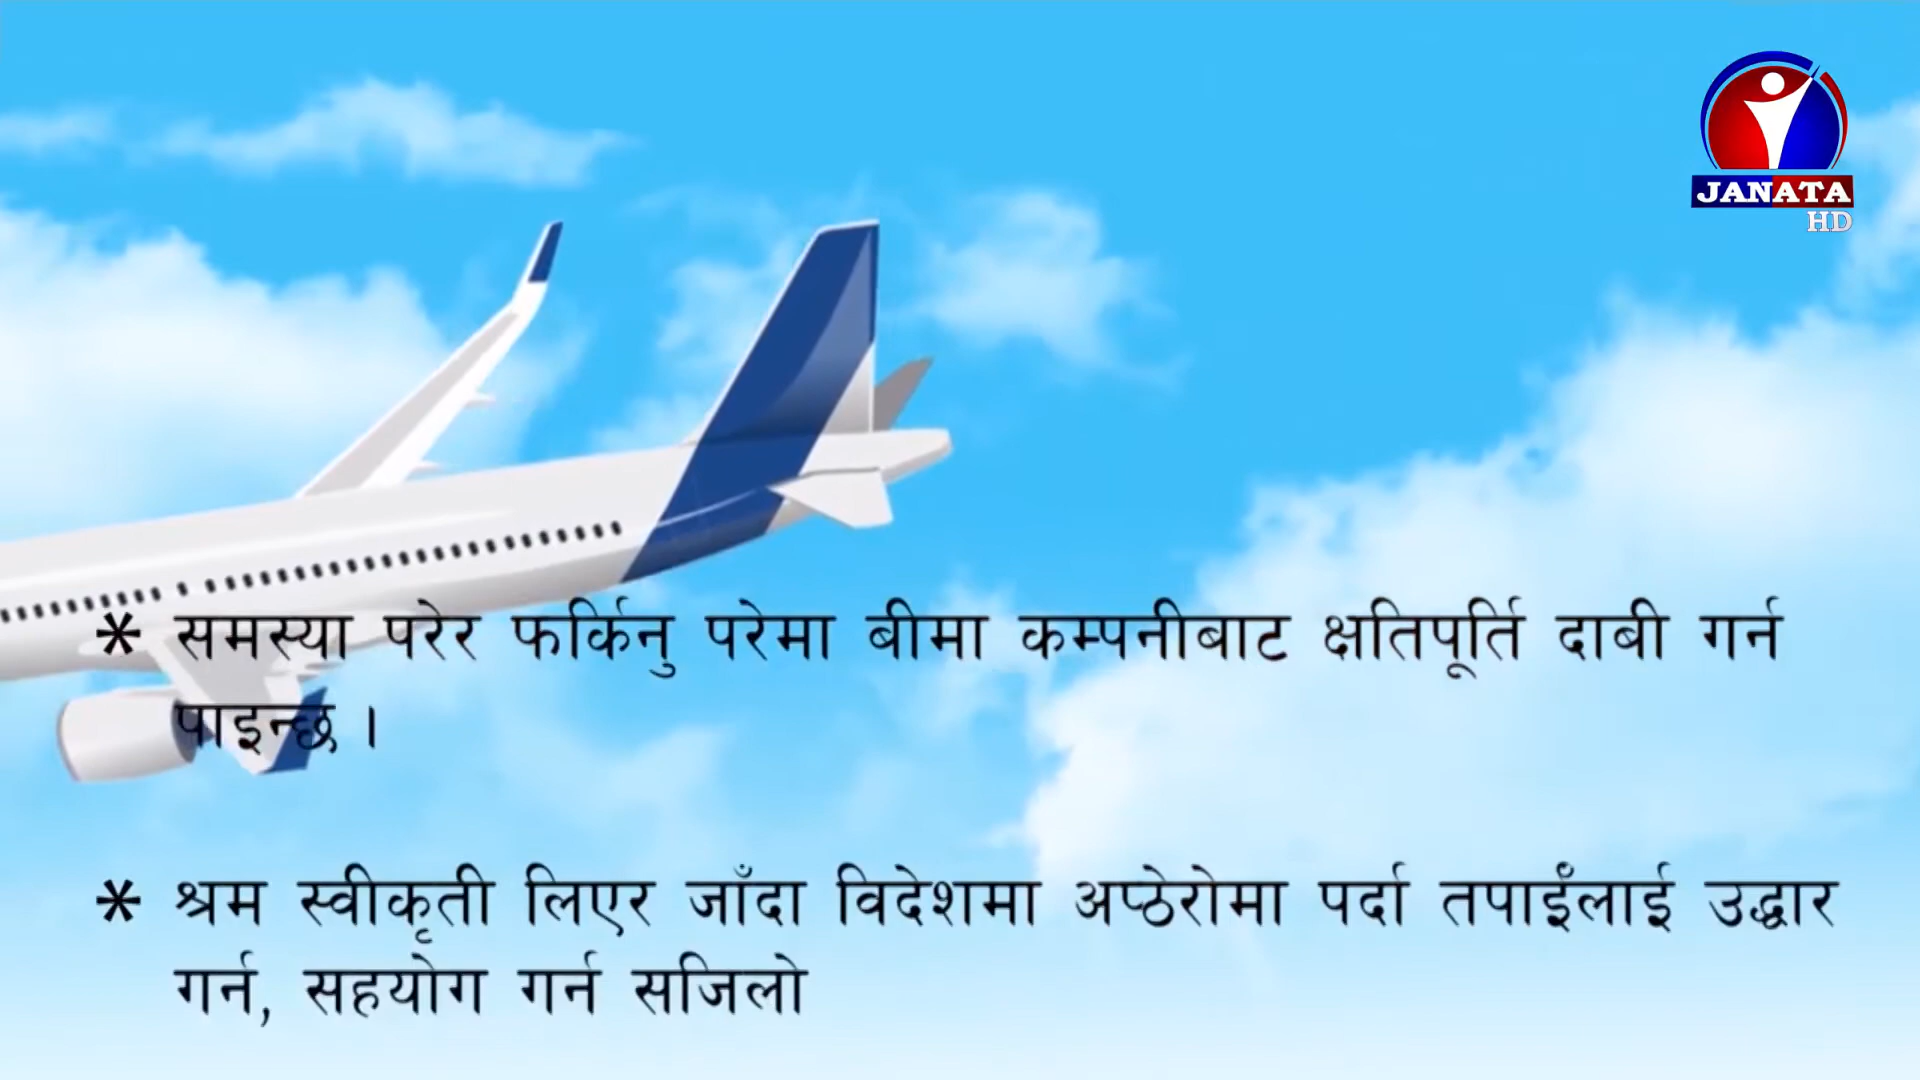 JANATA
HD
* समस्या परेर फर्किनु परेमा बीमा कम्पनीबाट क्षतिपूर्ति दाबी गर्न
पाइन्छ ।
* श्रम स्वीकृती लिएर जाँदा विदेशमा अप्ठेरोमा पर्दा तपाईंलाई उद्धार
गर्न, सहयोग गर्न सजिलो